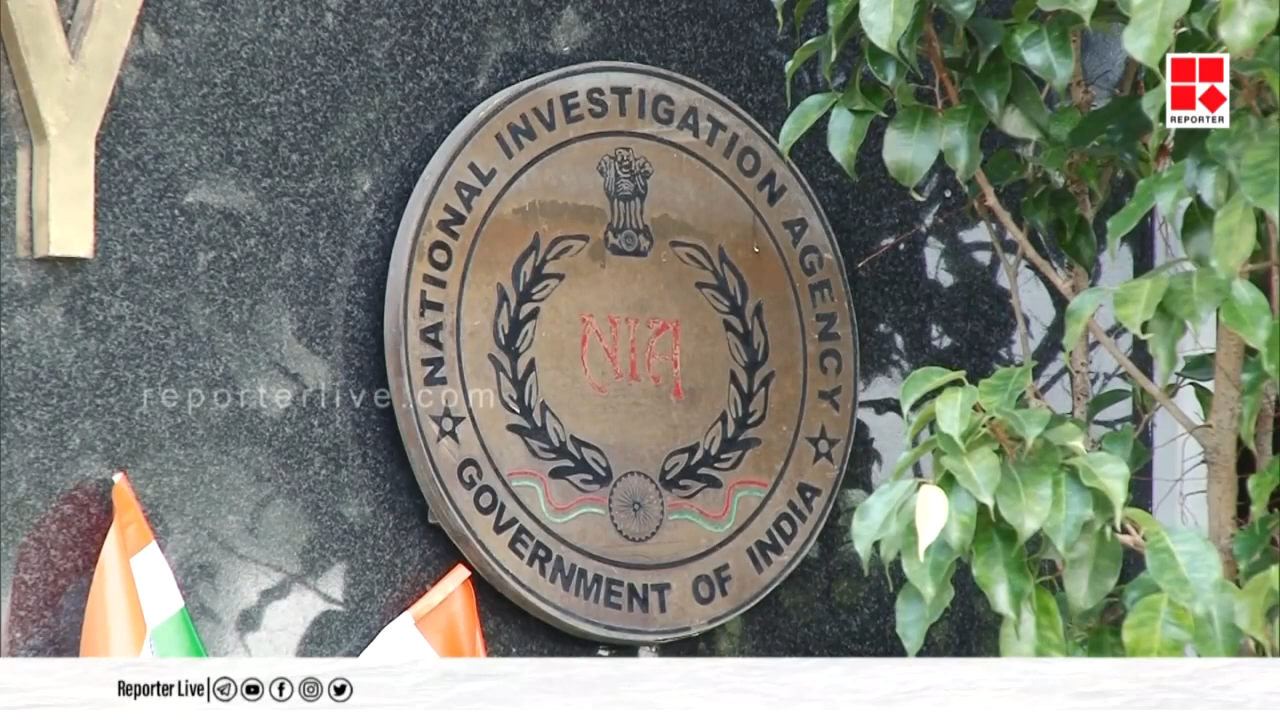 Y
NATIONAL INVESTIGATION AGENCY
NIA
GOVERNMENT OF INDIA
REPORTER
reporterlive.com
Reporter Live